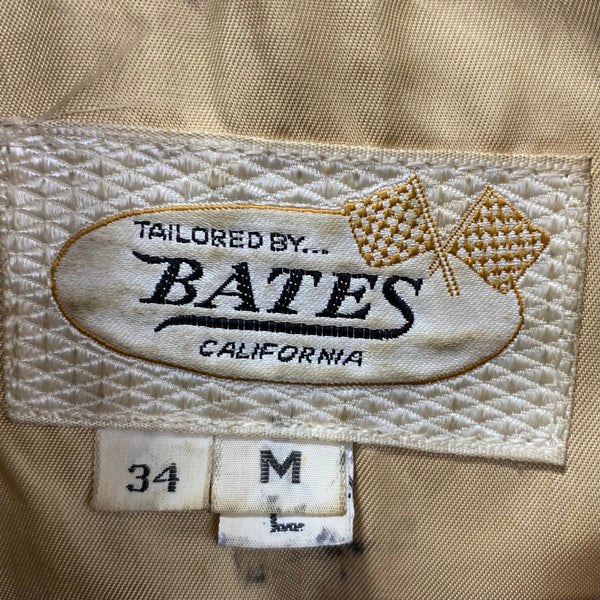 TAILORED BY...
BATES
CALIFORNIA
34
M
L